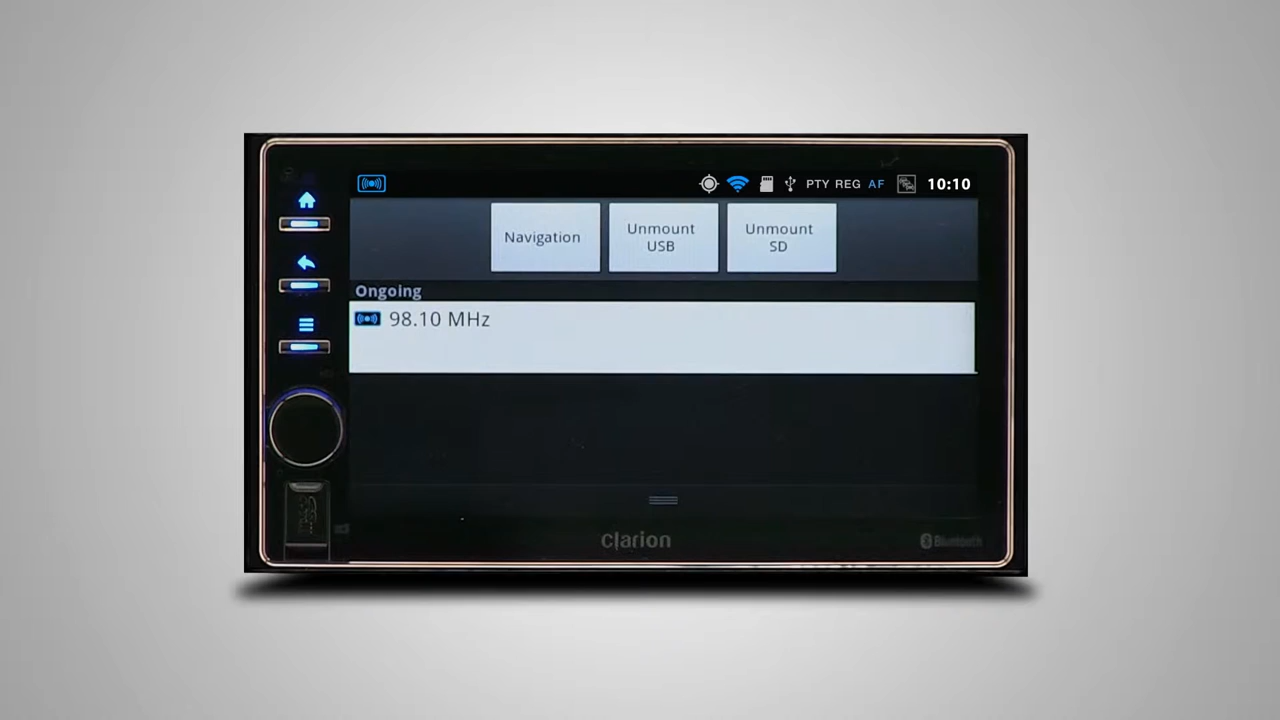 PTY REG AF
10:10
Navigation
Unmount
USB
Unmount
SD
Ongoing
98.10 MHz
clarion
Bluetooth